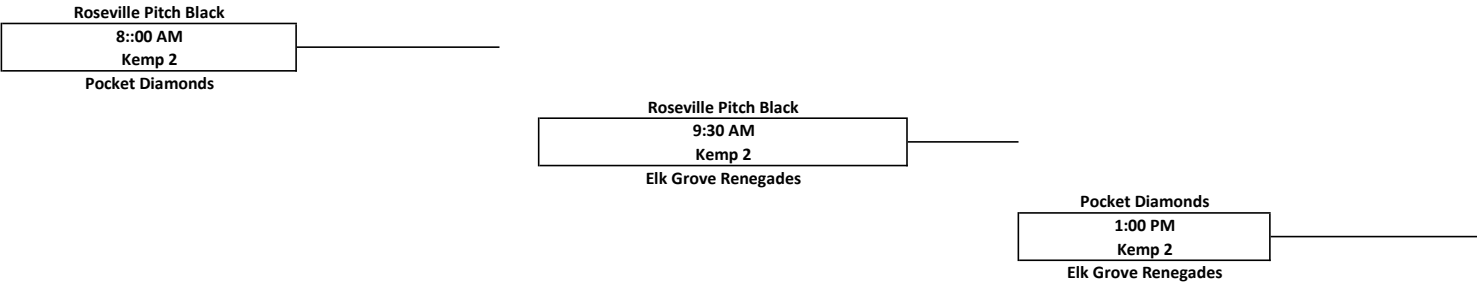 Roseville Pitch Black
8::00 AM
Kemp 2
Pocket Diamonds
Roseville Pitch Black
9:30 AM
Kemp 2
Elk Grove Renegades
Pocket Diamonds
1:00 PM
Kemp 2
Elk Grove Renegades